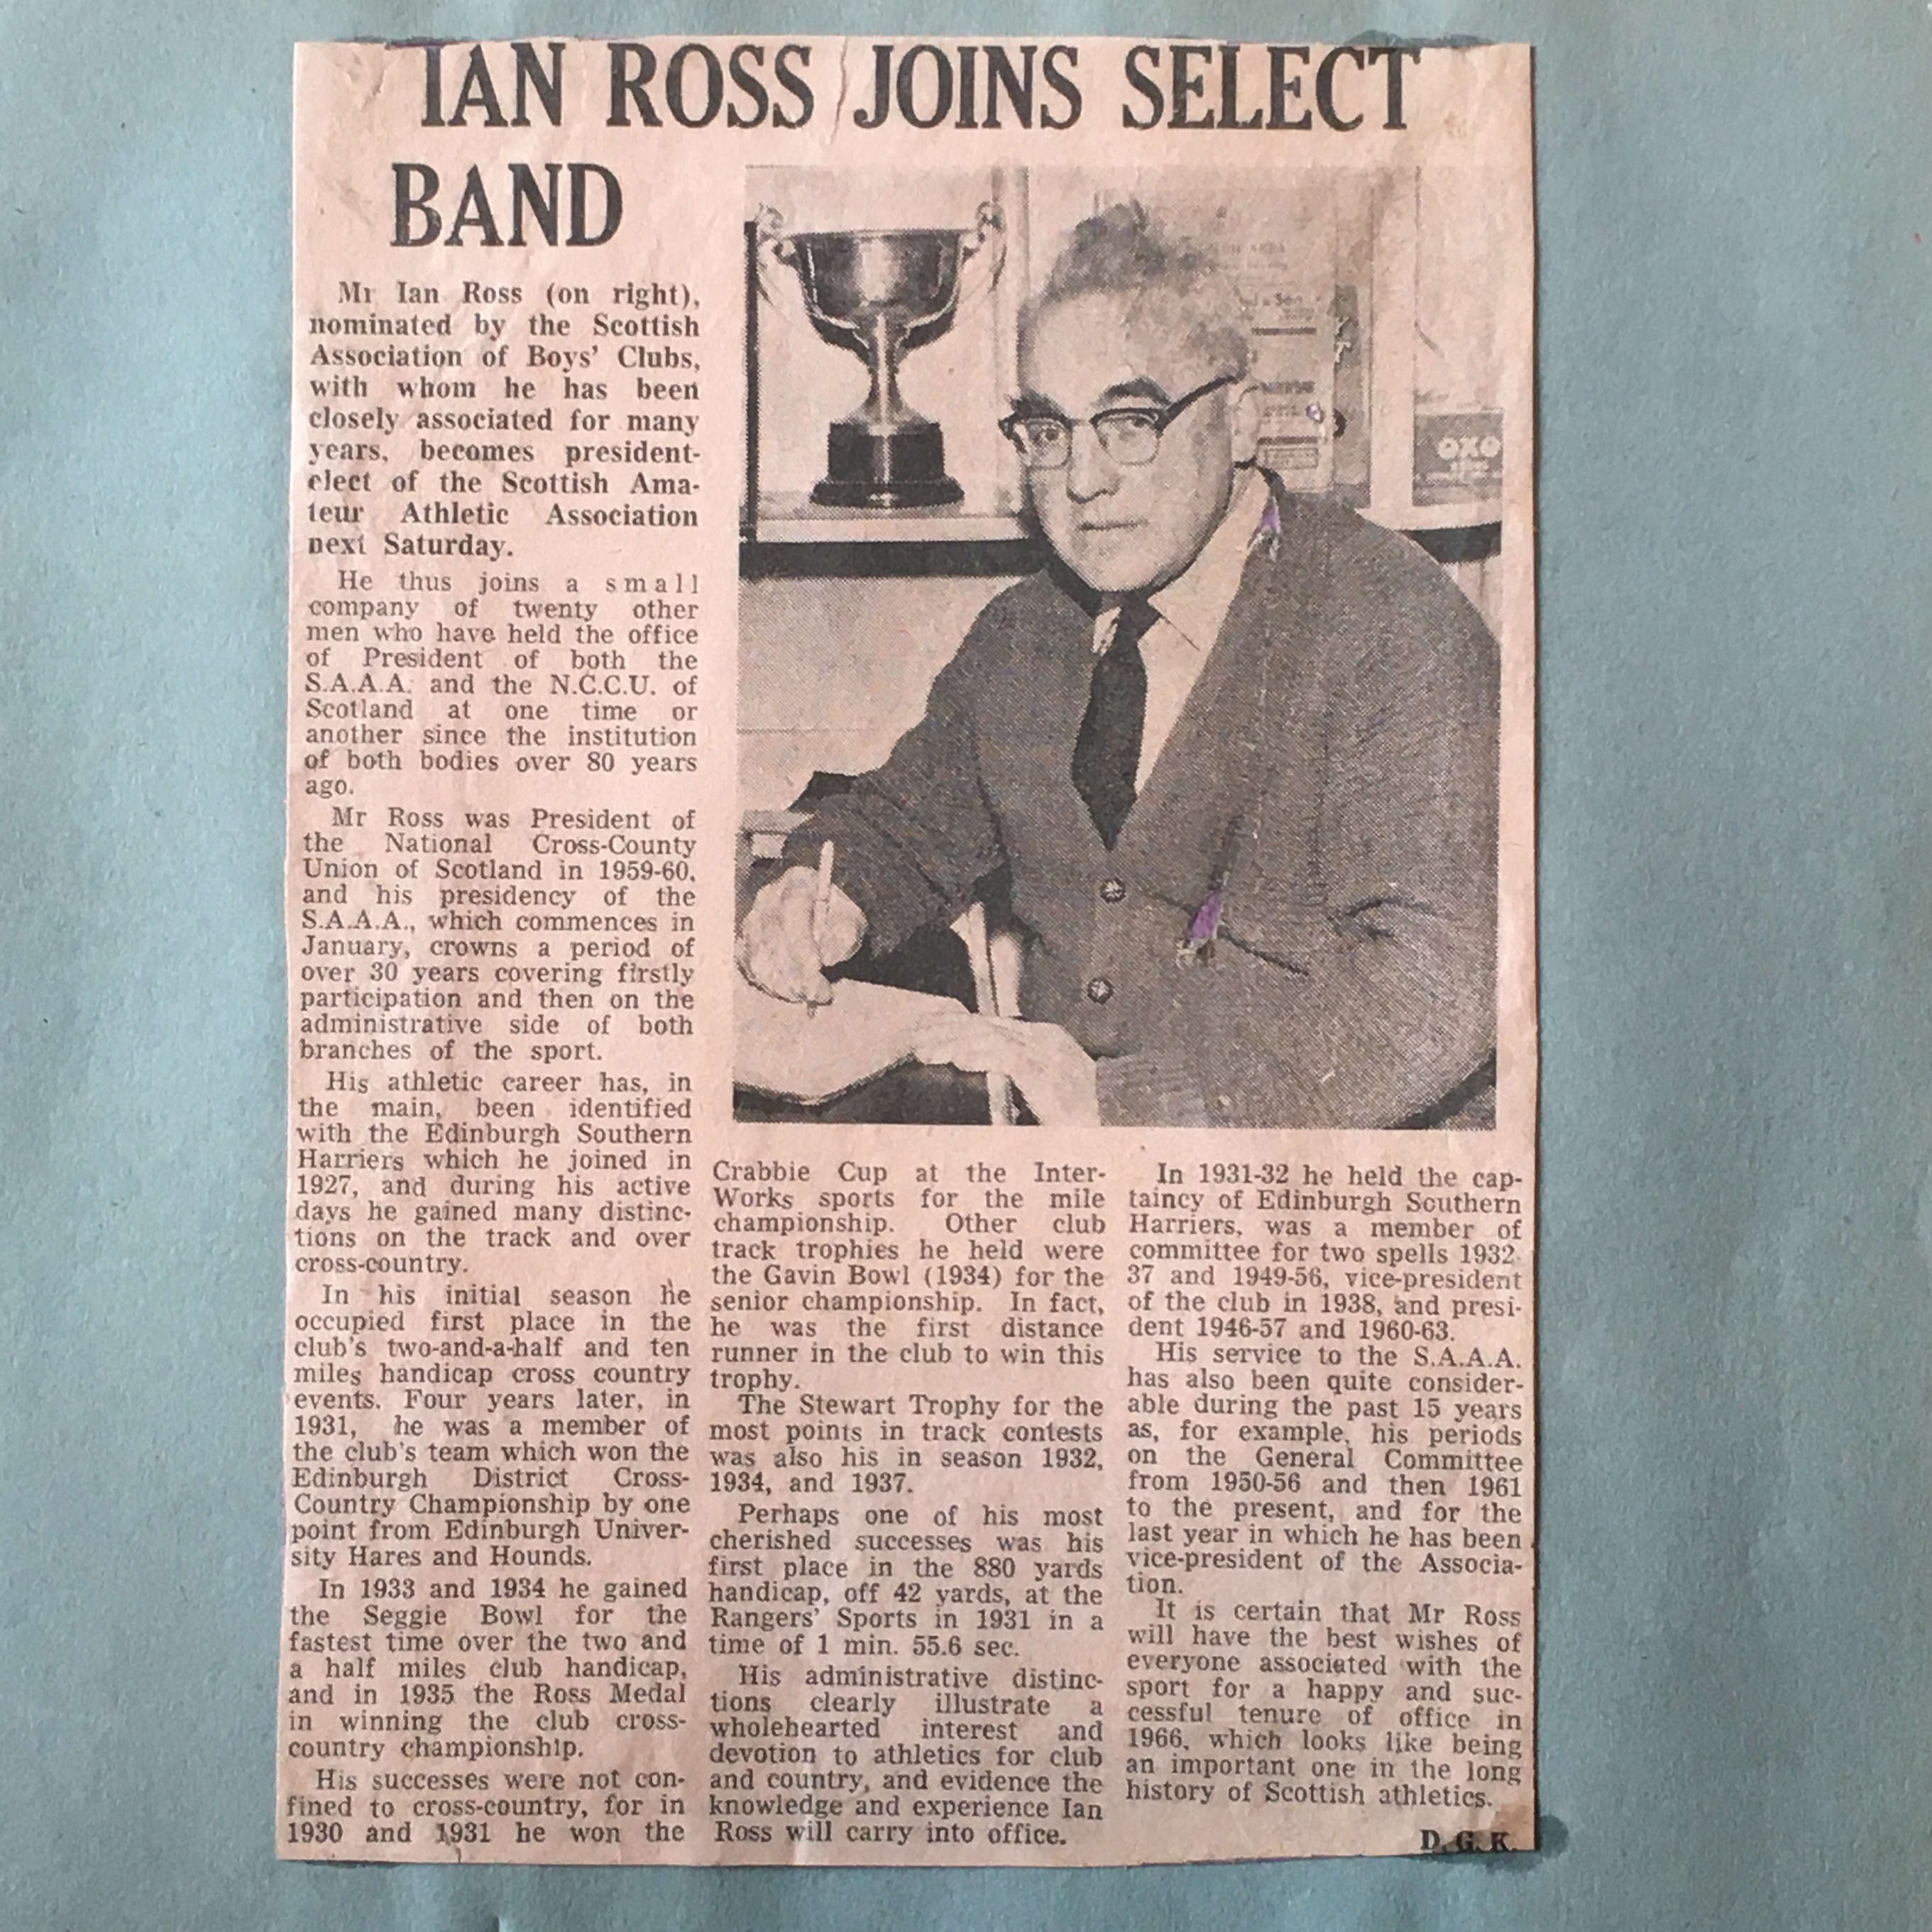 IAN ROSS JOINS SELECT
BAND
Mr Ian Ross (on right),
nominated by the Scottish
Association of Boys' Clubs,
with whom he has been
closely associated for many
years, becomes president-
elect of the Scottish Ama-
teur Athletic Association
next Saturday.
He thus joins a small
company of twenty other
men who have held the office
of President of both the
S.A.A.A. and the N.C.C.U. of
Scotland at one time or
another since the institution
of both bodies over 80 years
ago.
Mr Ross was President of
the National Cross-County
Union of Scotland in 1959-60,
and his presidency of the
S.A.A.A., which commences in
January, crowns a period of
over 30 years covering firstly
participation and then on the
administrative side of both
branches of the sport.
His athletic career has, in
the main, been identified
with the Edinburgh Southern
Harriers which he joined in
1927, and during his active
days he gained many distinc-
tions on the track and over
cross-country.
In his initial season he
occupied first place in the
club's two-and-a-half and ten
miles handicap cross country
events. Four years later, in
1931, he was a member of
the club's team which won the
Edinburgh District Cross-
Country Championship by one
point from Edinburgh Univer-
sity Hares and Hounds.
In 1933 and 1934 he gained
the Seggie Bowl for the
fastest time over the two and
a half miles club handicap,
and in 1935 the Ross Medal
in winning the club cross-
country championship.
His successes were not con-
fined to cross-country, for in
1930 and 1931 he won the
Crabbie Cup at the Inter-
Works sports for the mile
championship. Other club
track trophies he held were
the Gavin Bowl (1934) for the
senior championship. In fact,
he was the first distance
runner in the club to win this
trophy.
The Stewart Trophy for the
most points in track contests
was also his in season 1932,
1934, and 1937.
Perhaps one of his most
cherished successes was his
first place in the 880 yards
handicap, off 42 yards, at the
Rangers' Sports in 1931 in a
time of 1 min. 55.6 sec.
His administrative distinc-
tions clearly illustrate a
wholehearted interest and
devotion to athletics for club
and country, and evidence the
knowledge and experience Ian
Ross will carry into office.
In 1931-32 he held the cap-
taincy of Edinburgh Southern
Harriers, was a member of
committee for two spells 1932-
37 and 1949-56, vice-president
of the club in 1938, and presi-
dent 1946-57 and 1960-63.
His service to the S.A.A.A.
has also been quite consider-
able during the past 15 years
as, for example, his periods
on the General Committee
from 1950-56 and then 1961
to the present, and for the
last year in which he has been
vice-president of the Associa-
tion.
It is certain that Mr Ross
will have the best wishes of
everyone associated with the
sport for a happy and suc-
cessful tenure of office in
1966, which looks like being
an important one in the long
history of Scottish athletics.
D. G. K.
OXO